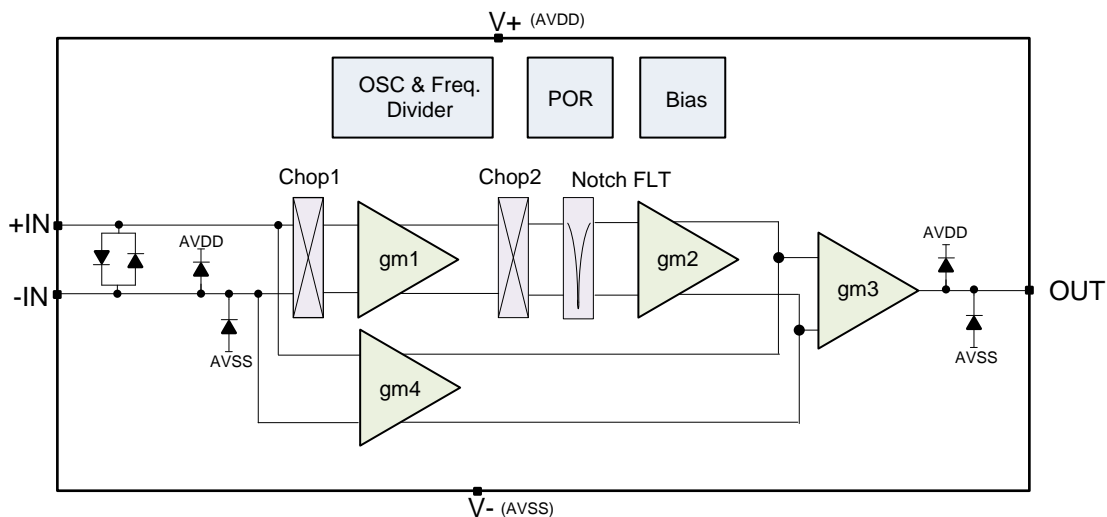 V+ (AVDD)
OSC & Freq.
Divider
POR
Bias
Chop1
Chop2
Notch FLT
+IN
AVDD
gm1
gm2
AVDD
-IN
gm3
OUT
AVSS
AVSS
gm4
V- (AVSS)